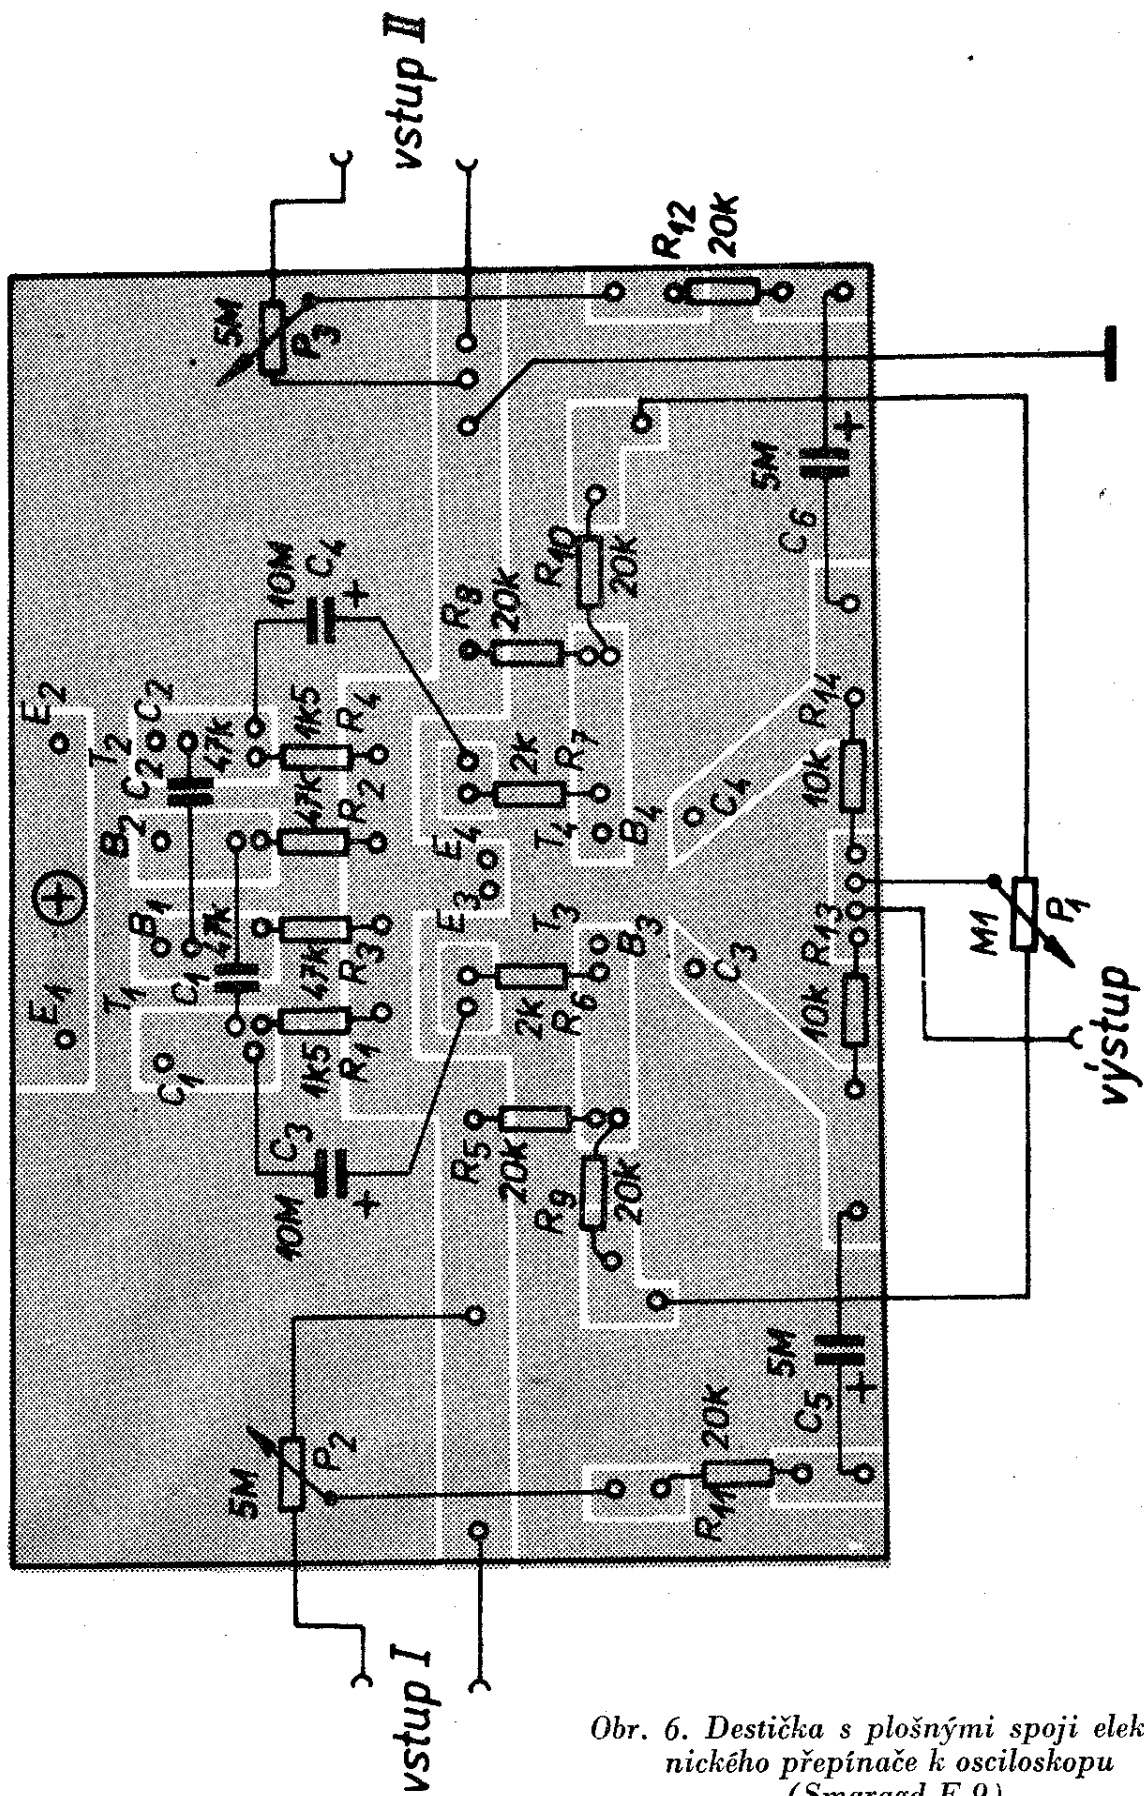 vstup II
5M
P3
R12
20K
E2
T2
C2
C2
47k
10M
C4
+
1k5
R4
B2
47k
R2
R8
20K
R10
20K
5M
+
C6
2K
R7
E4
T4
B4
C4
10k
R14
+
B1
47k
C1
T1
E1
47k
R3
E3
T3
B3
C3
R13
10k
M1
P1
C1
1k5
R1
2K
R6
výstup
C3
10M
+
R5
20K
R9
20K
5M
P2
5M
+
C5
20K
R11
vstup I
Obr. 6. Destička s plošnými spoji elek
nického přepínače k osciloskopu
(Smaragd E 9)